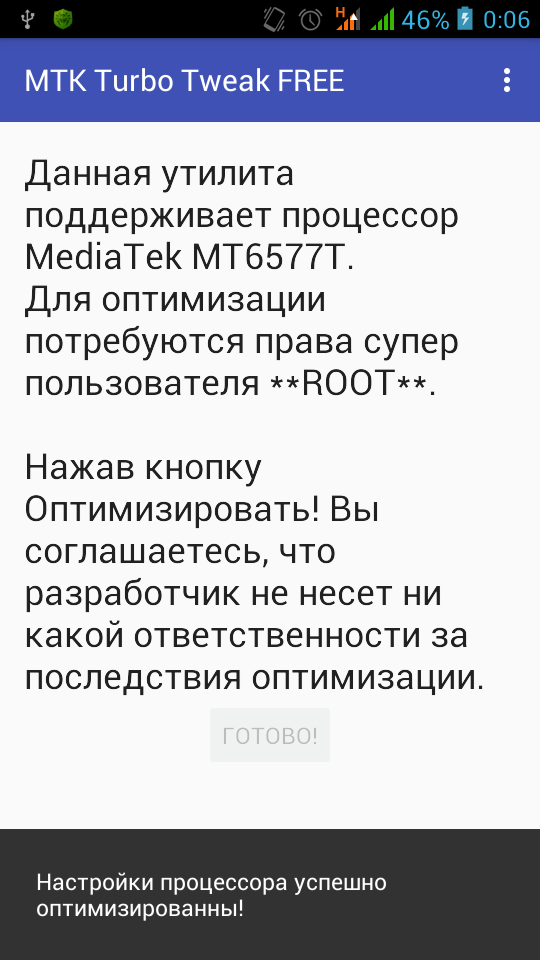 H 46% 0:06
MTK Turbo Tweak FREE
Данная утилита
поддерживает процессор
MediaTek MT6577T.
Для оптимизации
потребуются права супер
пользователя **ROOT**.
Нажав кнопку
Оптимизировать! Вы
соглашаетесь, что
разработчик не несет ни
какой ответственности за
последствия оптимизации.
ГОТОВО!
Настройки процессора успешно
оптимизированны!